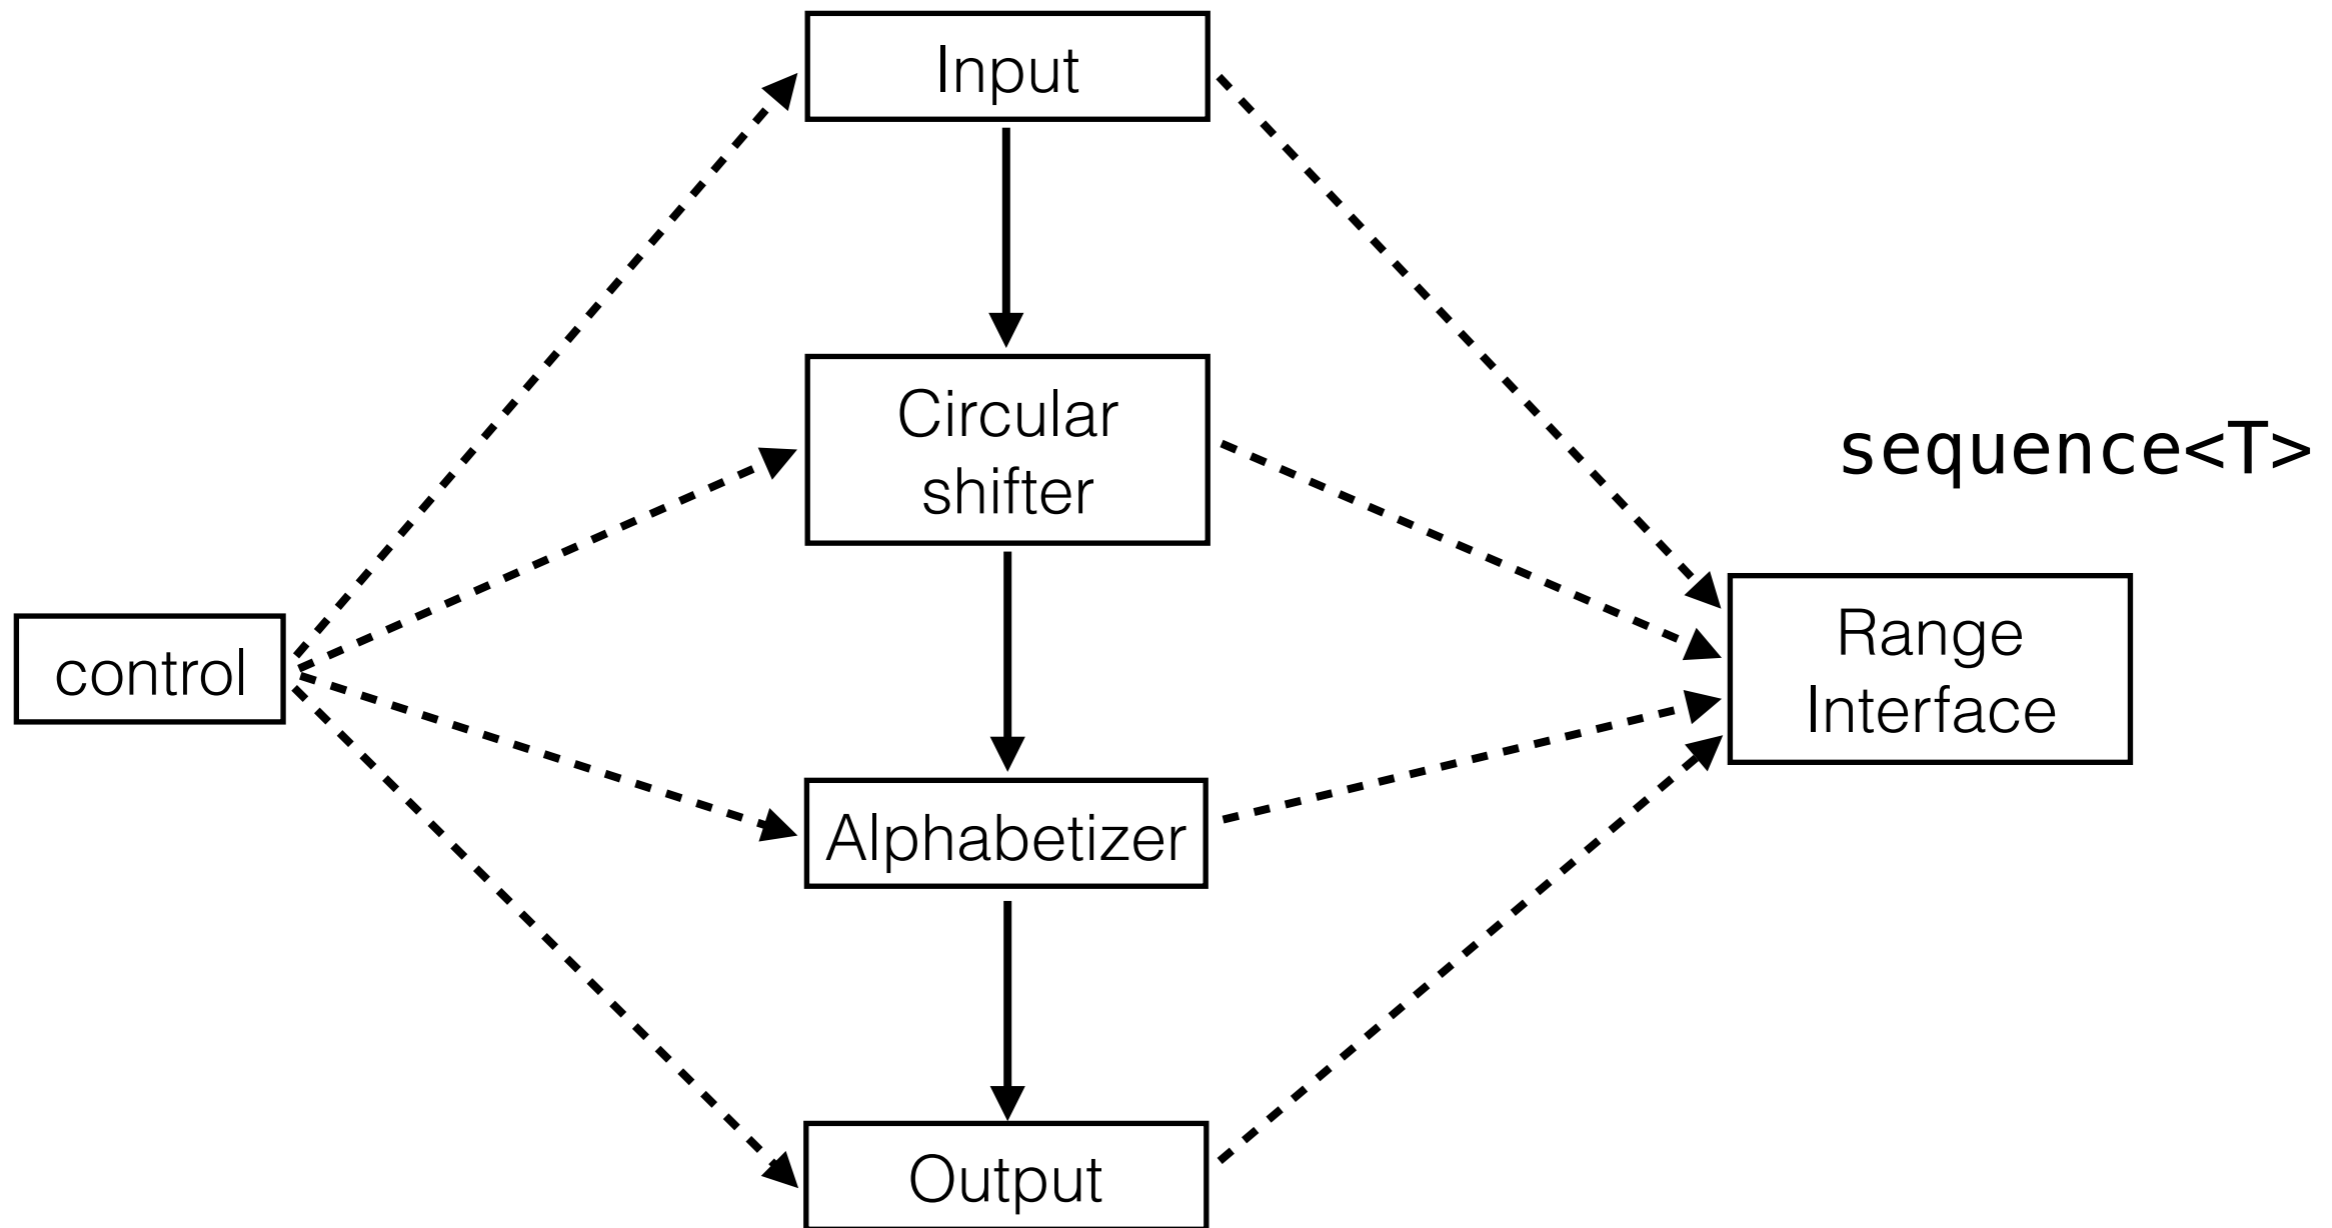 Input
Circular
shifter
sequence<T>
control
Range
Interface
Alphabetizer
Output